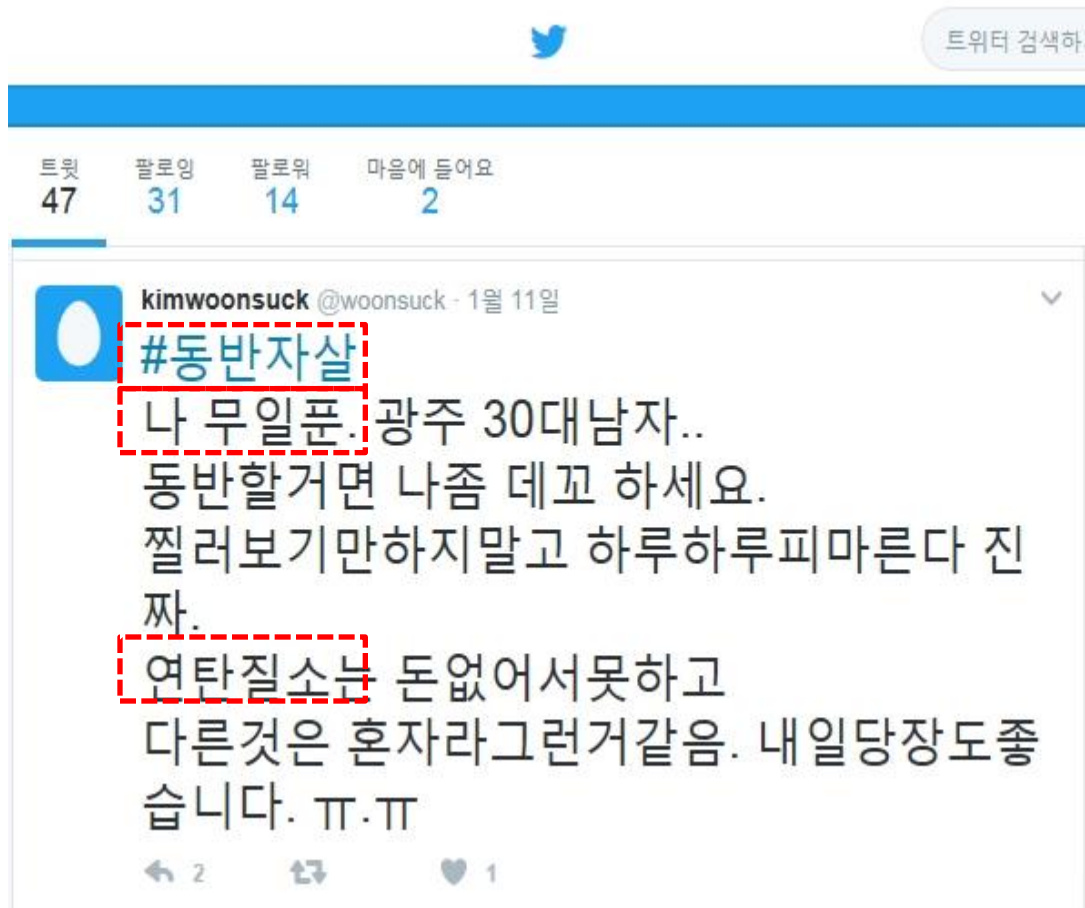 트위터 검색하
트윗 팔로잉 팔로워 마음에 들어요
47 31 14 2
kimwoonsuck @woonsuck · 1월 11일
#동반자살
나 무일푼. 광주 30대남자..
동반할거면 나좀 데꼬 하세요.
찔러보기만하지말고 하루하루피마른다 진
짜.
연탄질소는 돈없어서못하고
다른것은 혼자라그런거같음. 내일당장도좋
습니다. ㅠ.ㅠ
2 1